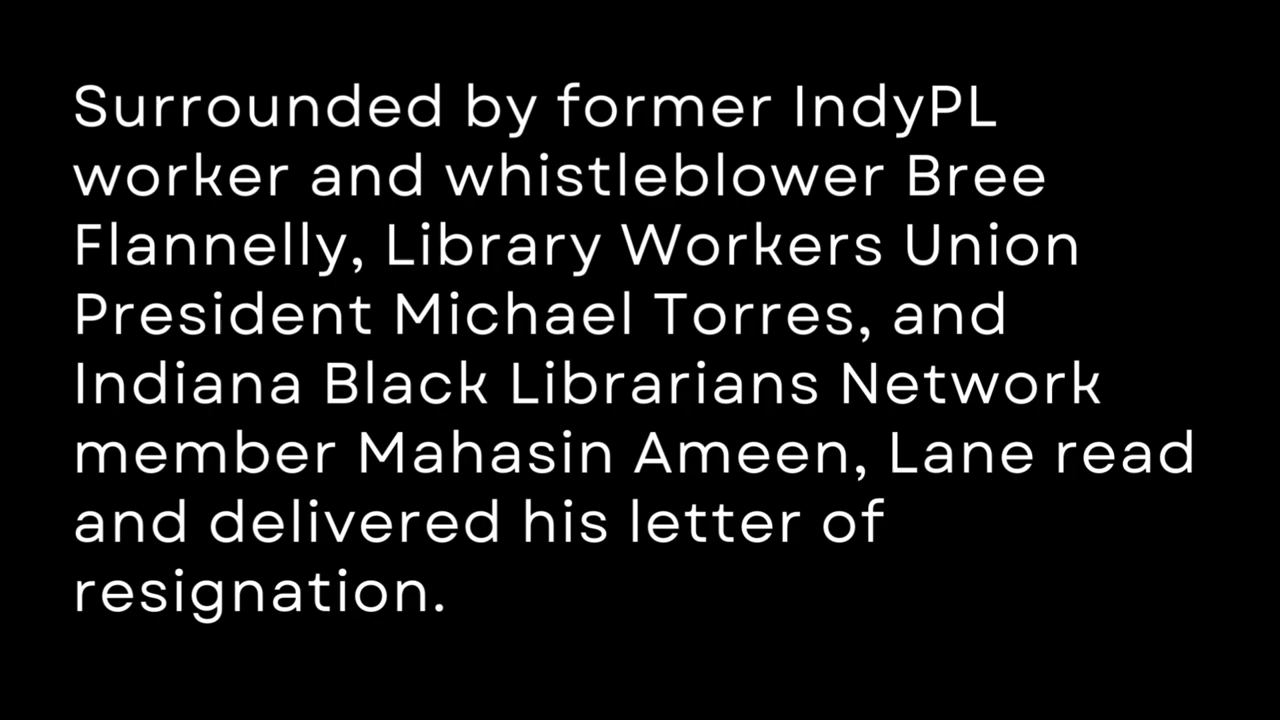 Surrounded by former IndyPL
worker and whistleblower Bree
Flannelly, Library Workers Union
President Michael Torres, and
Indiana Black Librarians Network
member Mahasin Ameen, Lane read
and delivered his letter of
resignation.